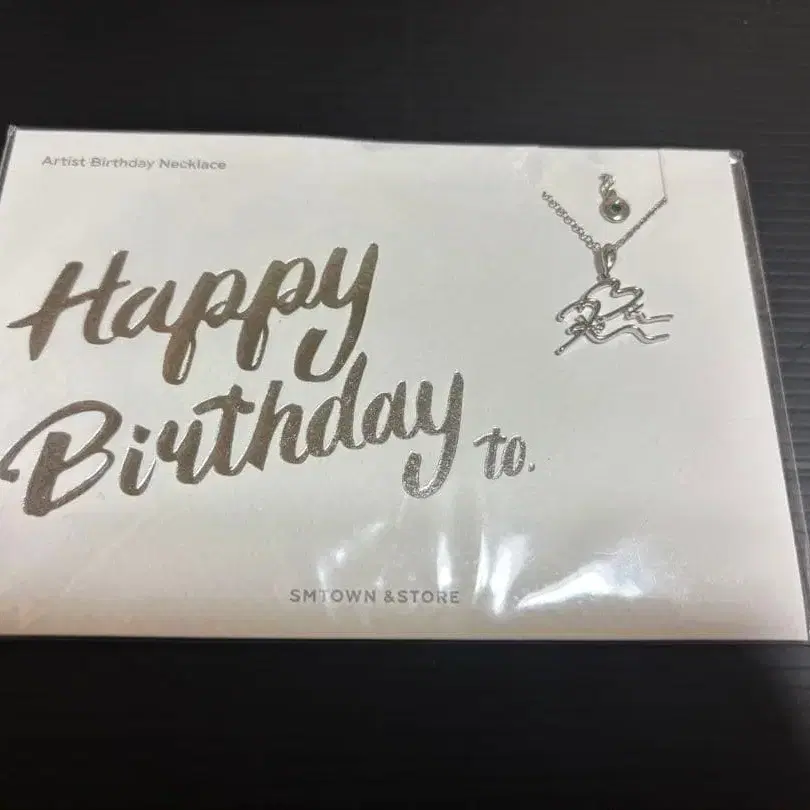 Artist Birthday Necklace
Happy
Birthday to.
SMTOWN &STORE